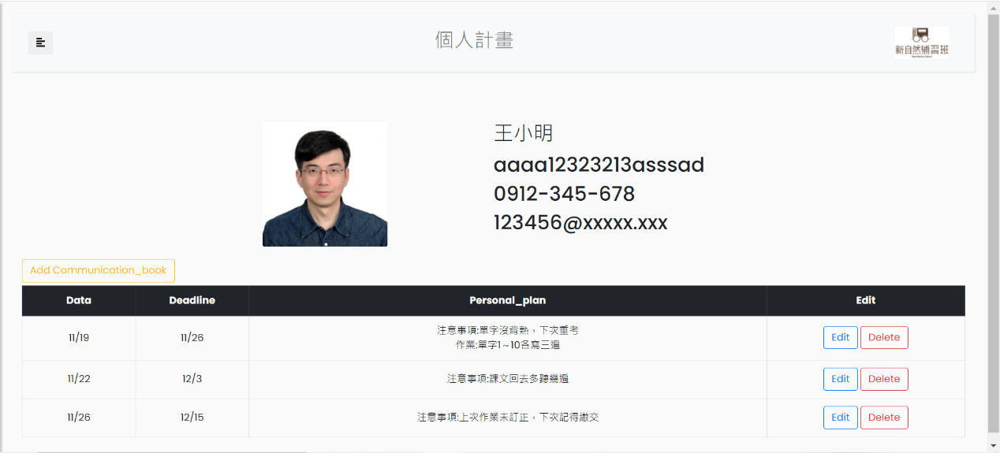 個人計畫
新自然補習班
王小明
aaaa12323213asssad
0912-345-678
123456@xxxxx.xxx
Add Communication_book
Data Deadline Personal_plan Edit
11/19 11/26 注意事項:單字沒背熟，下次重考
作業:單字1~10各寫三遍 Edit Delete
11/22 12/3 注意事項:課文回去多聽幾遍 Edit Delete
11/26 12/15 注意事項:上次作業未訂正，下次記得繳交 Edit Delete